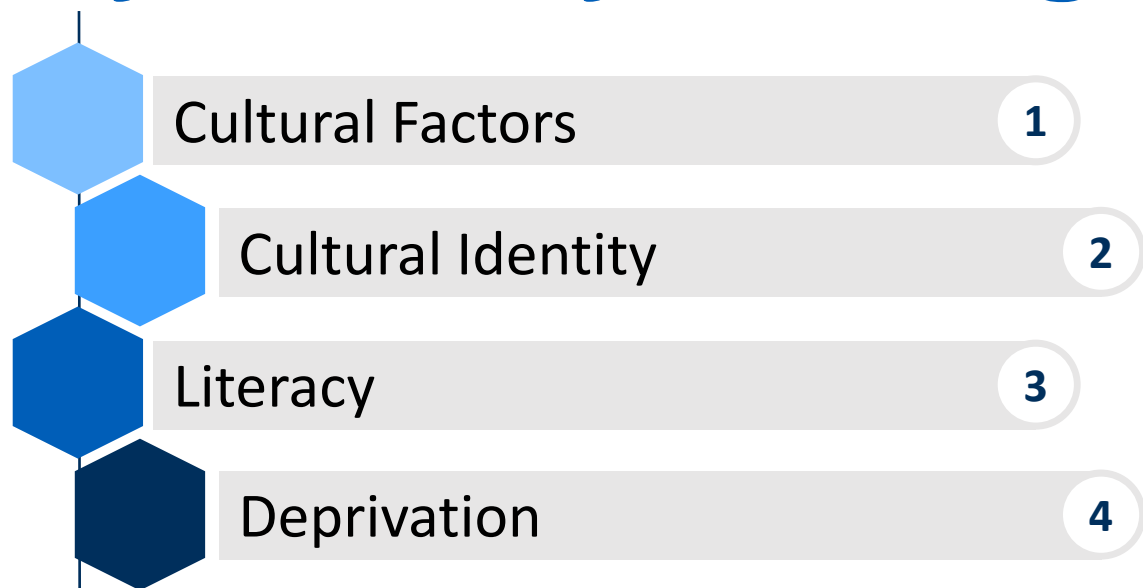 Cultural Factors 1
Cultural Identity 2
Literacy 3
Deprivation 4